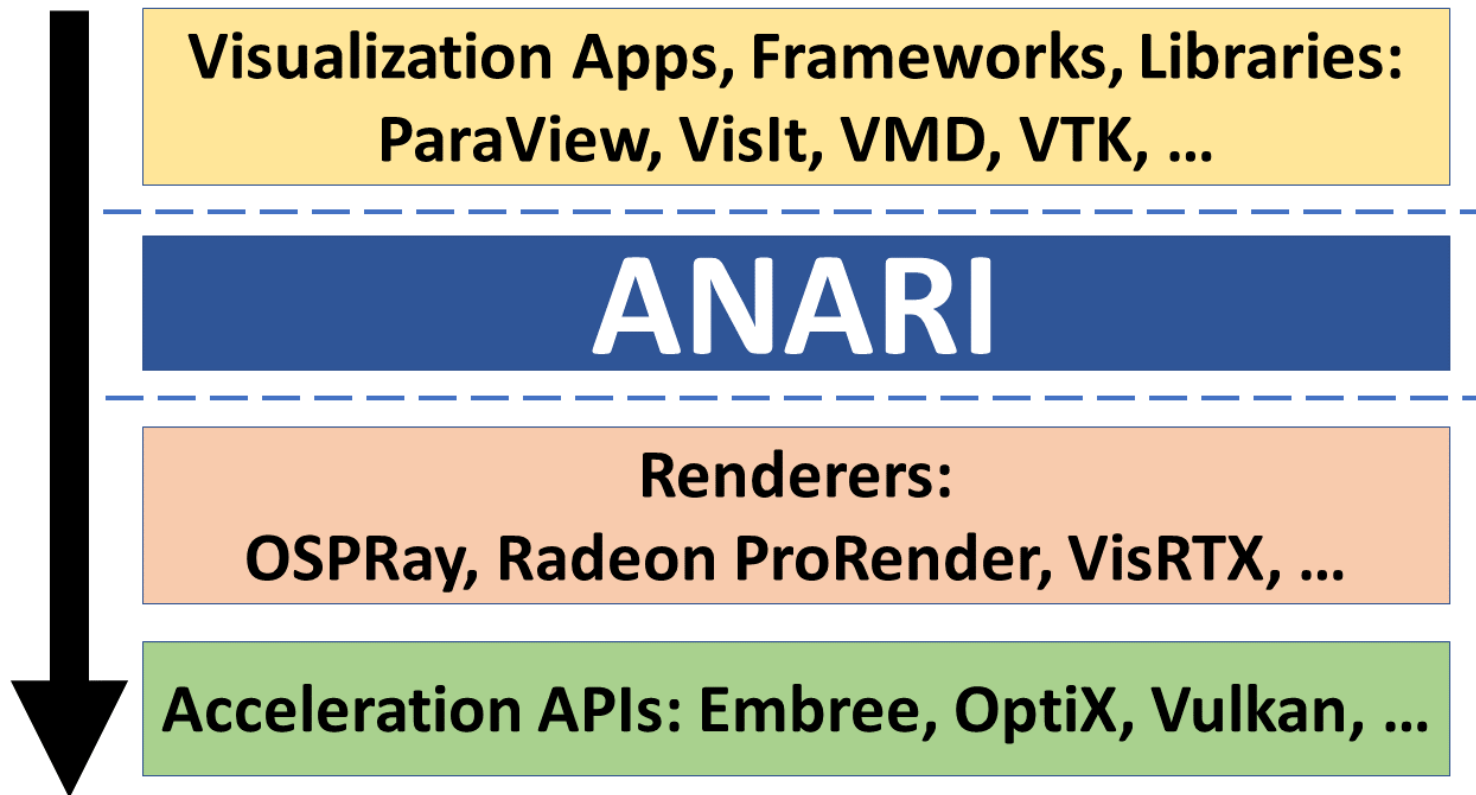 Visualization Apps, Frameworks, Libraries:
ParaView, VisIt, VMD, VTK, …
ANARI
Renderers:
OSPRay, Radeon ProRender, VisRTX, …
Acceleration APIs: Embree, OptiX, Vulkan, …